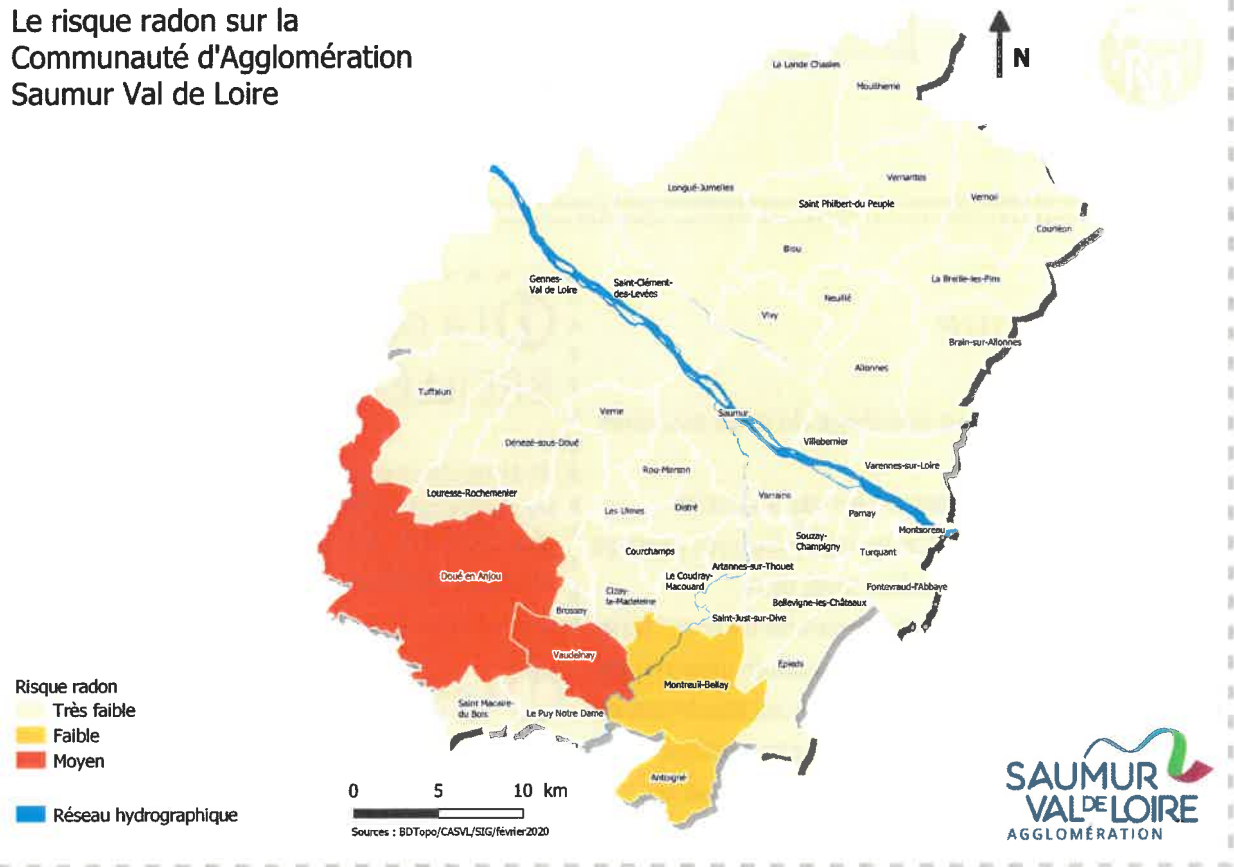 Le risque radon sur la
Communauté d'Agglomération
Saumur Val de Loire
N
La Lande Chasles
Mouliherne
Longué-Jumelles
Vernantes
Saint Philbert-du Peuple
Vernoil
Courléon
Blou
Gennes-
Val de Loire
Saint-Clément-
des-Levées
La Breille-les-Pins
Neuillé
Vivy
Brain-sur-Allonnes
Allonnes
Tuffalun
Verrie
Saumur
Dénezé-sous-Doué
Villebernier
Rou-Marson
Varennes-sur-Loire
Louresse-Rochemenier
Varrains
Les Ulmes
Distré
Parnay
Montsoreau
Souzay-
Champigny
Courchamps
Turquant
Artannes-sur-Thouet
Doué en Anjou
Le Coudray-
Macouard
Cizay-
la-Madeleine
Fontevraud-l'Abbaye
Brossay
Bellevigne-les-Châteaux
Saint-Just-sur-Dive
Vaudelnay
Epieds
Montreuil-Bellay
Saint Macaire-
du Bois
Le Puy Notre Dame
Antoigné
Risque radon
Très faible
Faible
Moyen
Réseau hydrographique
0 5 10 km
Sources : BDTopo/CASVL/SIG/février2020
SAUMUR
VAL DE LOIRE
AGGLOMÉRATION